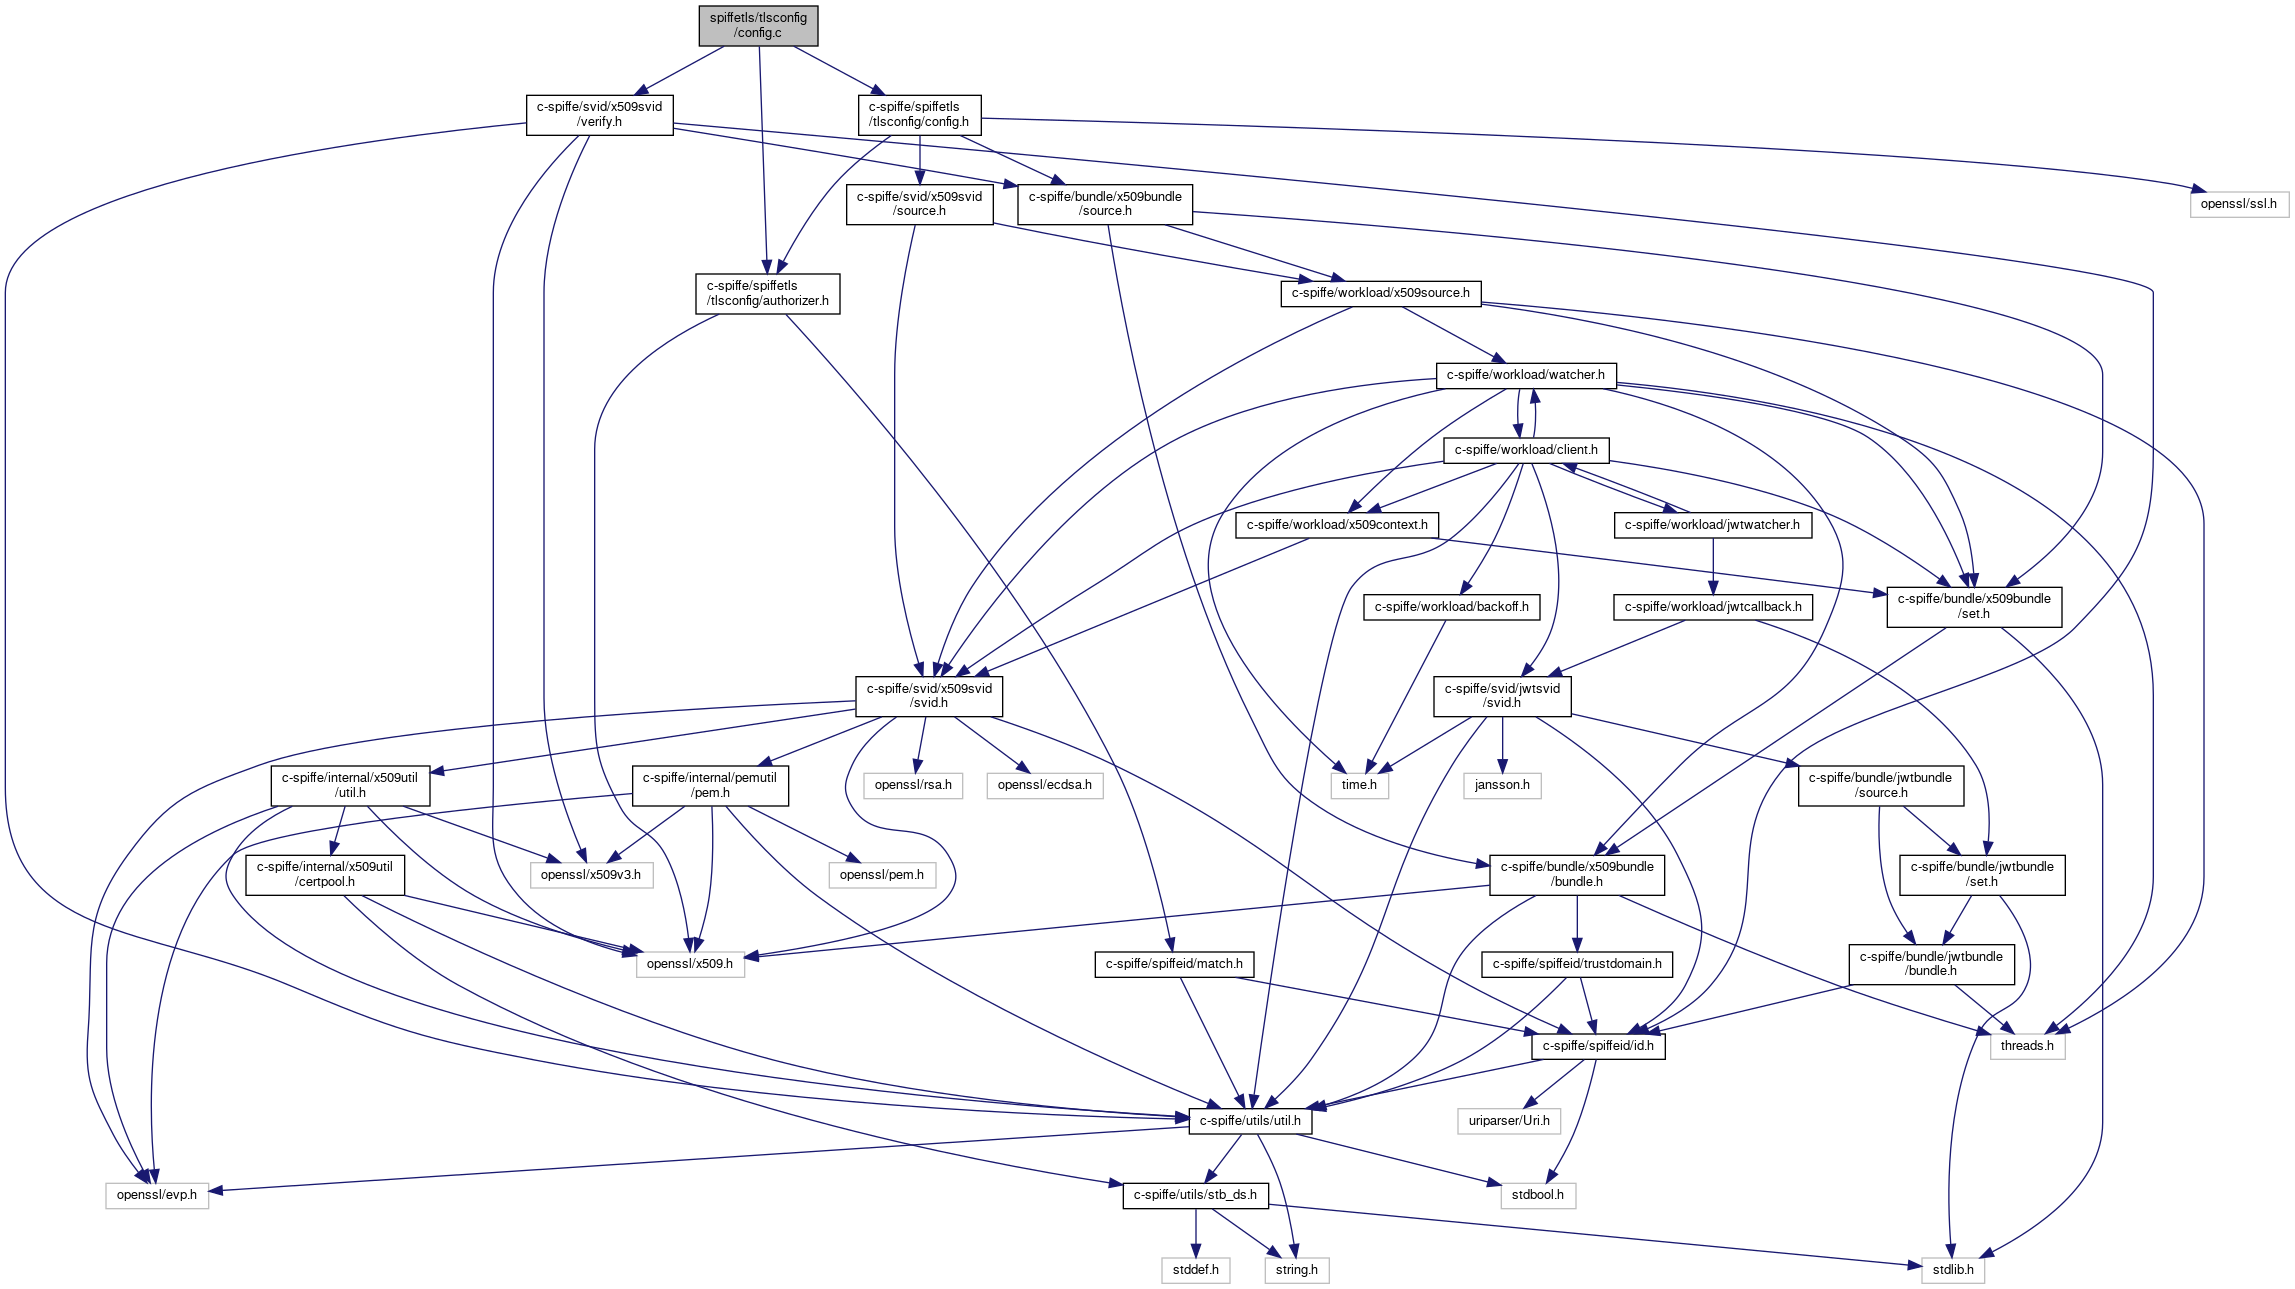 spiffetls/tlsconfig
/config.c
c-spiffe/svid/x509svid
/verify.h
c-spiffe/spiffetls
/tlsconfig/config.h
c-spiffe/svid/x509svid
/source.h
c-spiffe/bundle/x509bundle
/source.h
openssl/ssl.h
c-spiffe/spiffetls
/tlsconfig/authorizer.h
c-spiffe/workload/x509source.h
c-spiffe/workload/watcher.h
c-spiffe/workload/client.h
c-spiffe/workload/x509context.h
c-spiffe/workload/jwtwatcher.h
c-spiffe/workload/backoff.h
c-spiffe/workload/jwtcallback.h
c-spiffe/bundle/x509bundle
/set.h
c-spiffe/svid/x509svid
/svid.h
c-spiffe/svid/jwtsvid
/svid.h
c-spiffe/internal/x509util
/util.h
c-spiffe/internal/pemutil
/pem.h
openssl/rsa.h
openssl/ecdsa.h
time.h
jansson.h
c-spiffe/bundle/jwtbundle
/source.h
c-spiffe/internal/x509util
/certpool.h
openssl/x509v3.h
openssl/pem.h
c-spiffe/bundle/x509bundle
/bundle.h
c-spiffe/bundle/jwtbundle
/set.h
openssl/x509.h
c-spiffe/spiffeid/match.h
c-spiffe/spiffeid/trustdomain.h
c-spiffe/bundle/jwtbundle
/bundle.h
c-spiffe/spiffeid/id.h
threads.h
c-spiffe/utils/util.h
uriparser/Uri.h
openssl/evp.h
c-spiffe/utils/stb_ds.h
stdbool.h
stddef.h
string.h
stdlib.h